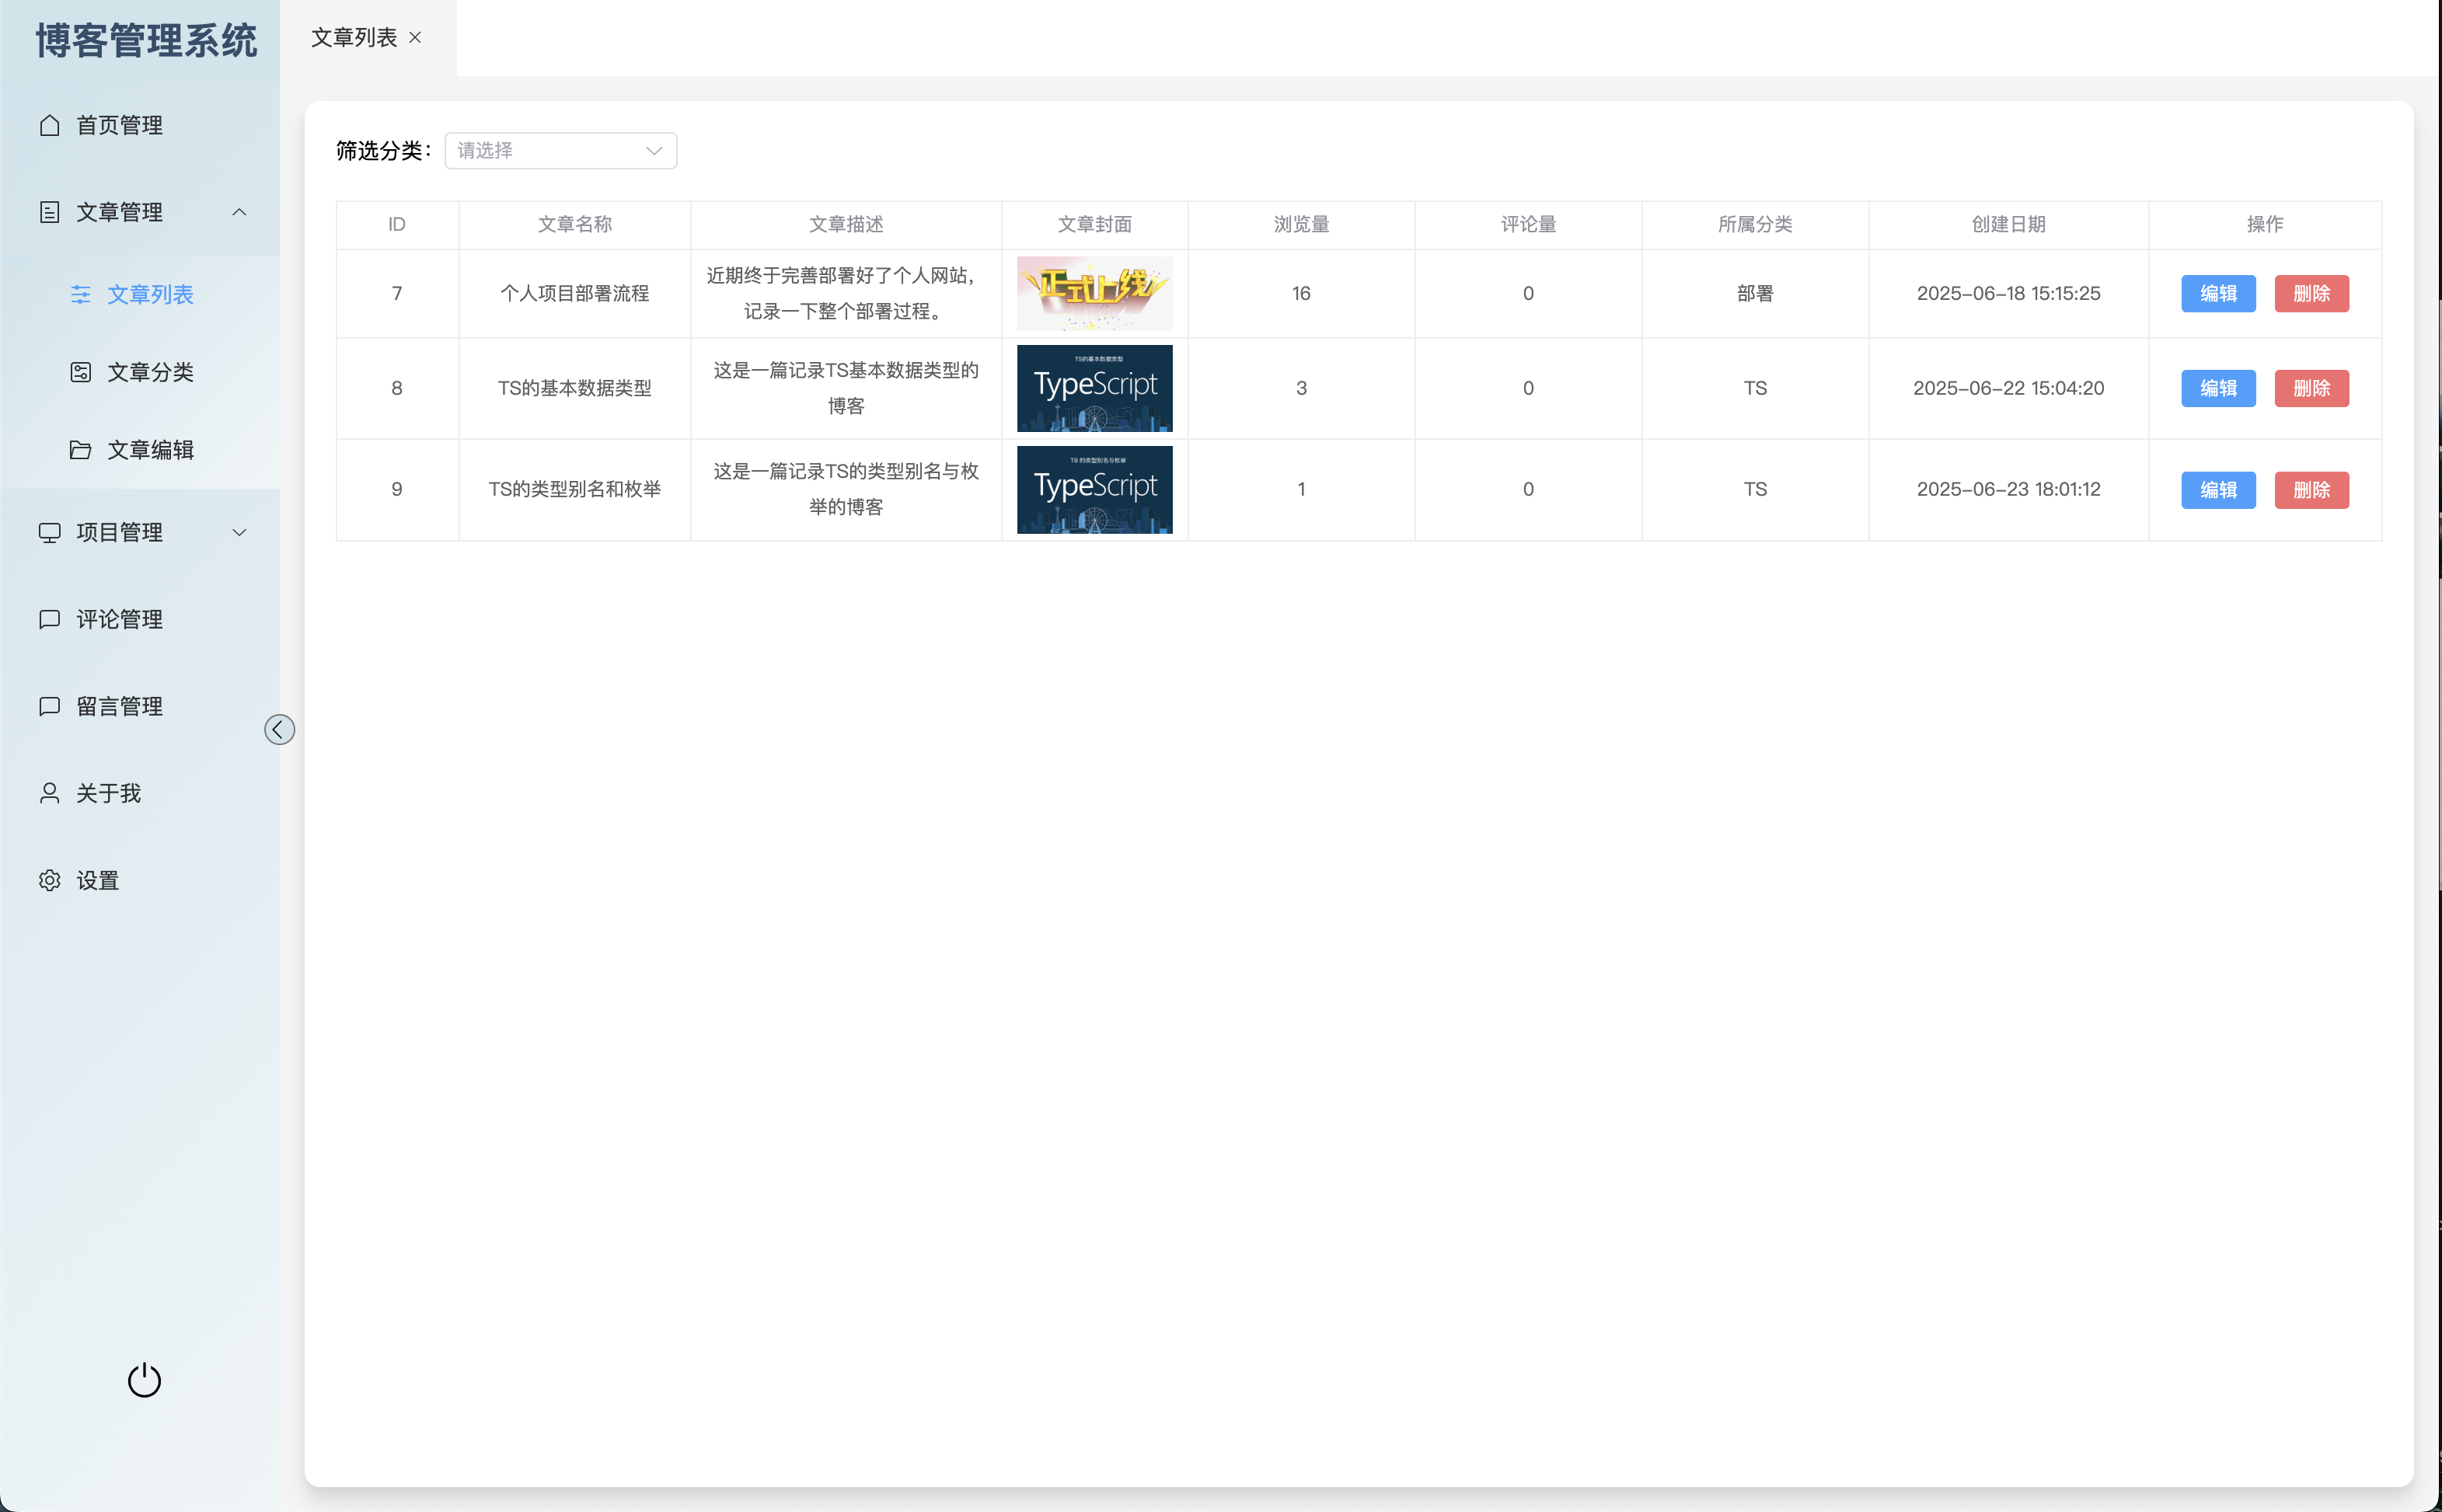 博客管理系统
首页管理
文章管理
文章列表
文章分类
文章编辑
项目管理
评论管理
留言管理
关于我
设置
文章列表
筛选分类：
请选择
ID 文章名称 文章描述 文章封面 浏览量 评论量 所属分类 创建日期 操作
7 个人项目部署流程 近期终于完善部署好了个人网站，
记录一下整个部署过程。 正式上线 16 0 部署 2025-06-18 15:15:25 编辑 删除
8 TS的基本数据类型 这是一篇记录TS基本数据类型的
博客 TS的基本数据类型
TypeScript 3 0 TS 2025-06-22 15:04:20 编辑 删除
9 TS的类型别名和枚举 这是一篇记录TS的类型别名与枚
举的博客 TS 的类型别名与枚举
TypeScript 1 0 TS 2025-06-23 18:01:12 编辑 删除